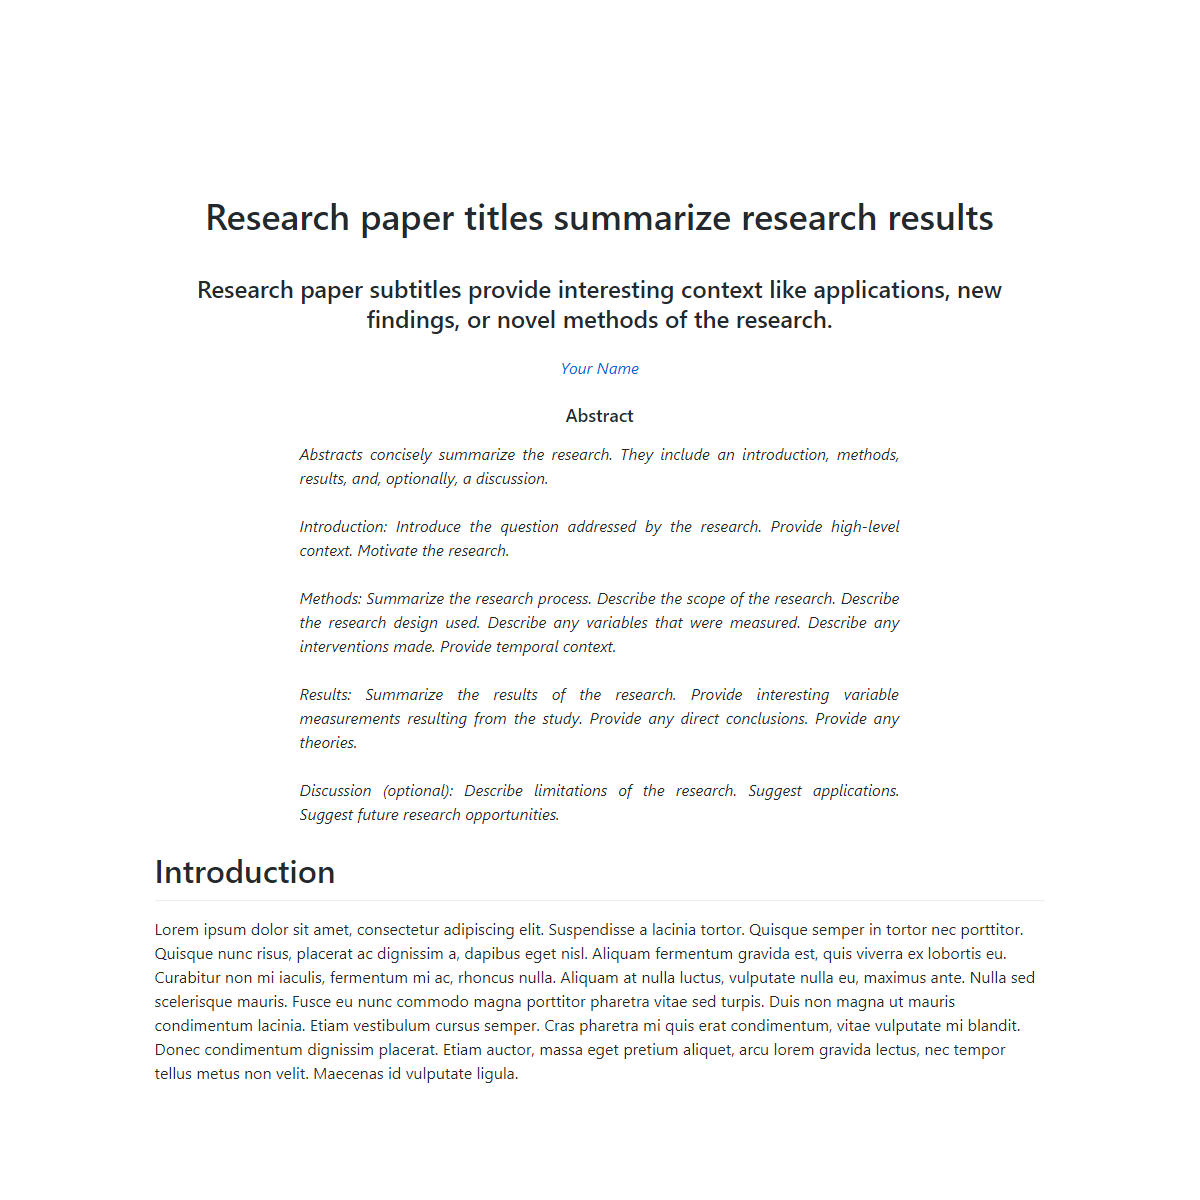 Research paper titles summarize research results
Research paper subtitles provide interesting context like applications, new
findings, or novel methods of the research.
Your Name
Abstract
Abstracts concisely summarize the research. They include an introduction, methods,
results, and, optionally, a discussion.
Introduction: Introduce the question addressed by the research. Provide high-level
context. Motivate the research.
Methods: Summarize the research process. Describe the scope of the research. Describe
the research design used. Describe any variables that were measured. Describe any
interventions made. Provide temporal context.
Results: Summarize the results of the research. Provide interesting variable
measurements resulting from the study. Provide any direct conclusions. Provide any
theories.
Discussion (optional): Describe limitations of the research. Suggest applications.
Suggest future research opportunities.
Introduction
Lorem ipsum dolor sit amet, consectetur adipiscing elit. Suspendisse a lacinia tortor. Quisque semper in tortor nec porttitor.
Quisque nunc risus, placerat ac dignissim a, dapibus eget nisl. Aliquam fermentum gravida est, quis viverra ex lobortis eu.
Curabitur non mi iaculis, fermentum mi ac, rhoncus nulla. Aliquam at nulla luctus, vulputate nulla eu, maximus ante. Nulla sed
scelerisque mauris. Fusce eu nunc commodo magna porttitor pharetra vitae sed turpis. Duis non magna ut mauris
condimentum lacinia. Etiam vestibulum cursus semper. Cras pharetra mi quis erat condimentum, vitae vulputate mi blandit.
Donec condimentum dignissim placerat. Etiam auctor, massa eget pretium aliquet, arcu lorem gravida lectus, nec tempor
tellus metus non velit. Maecenas id vulputate ligula.